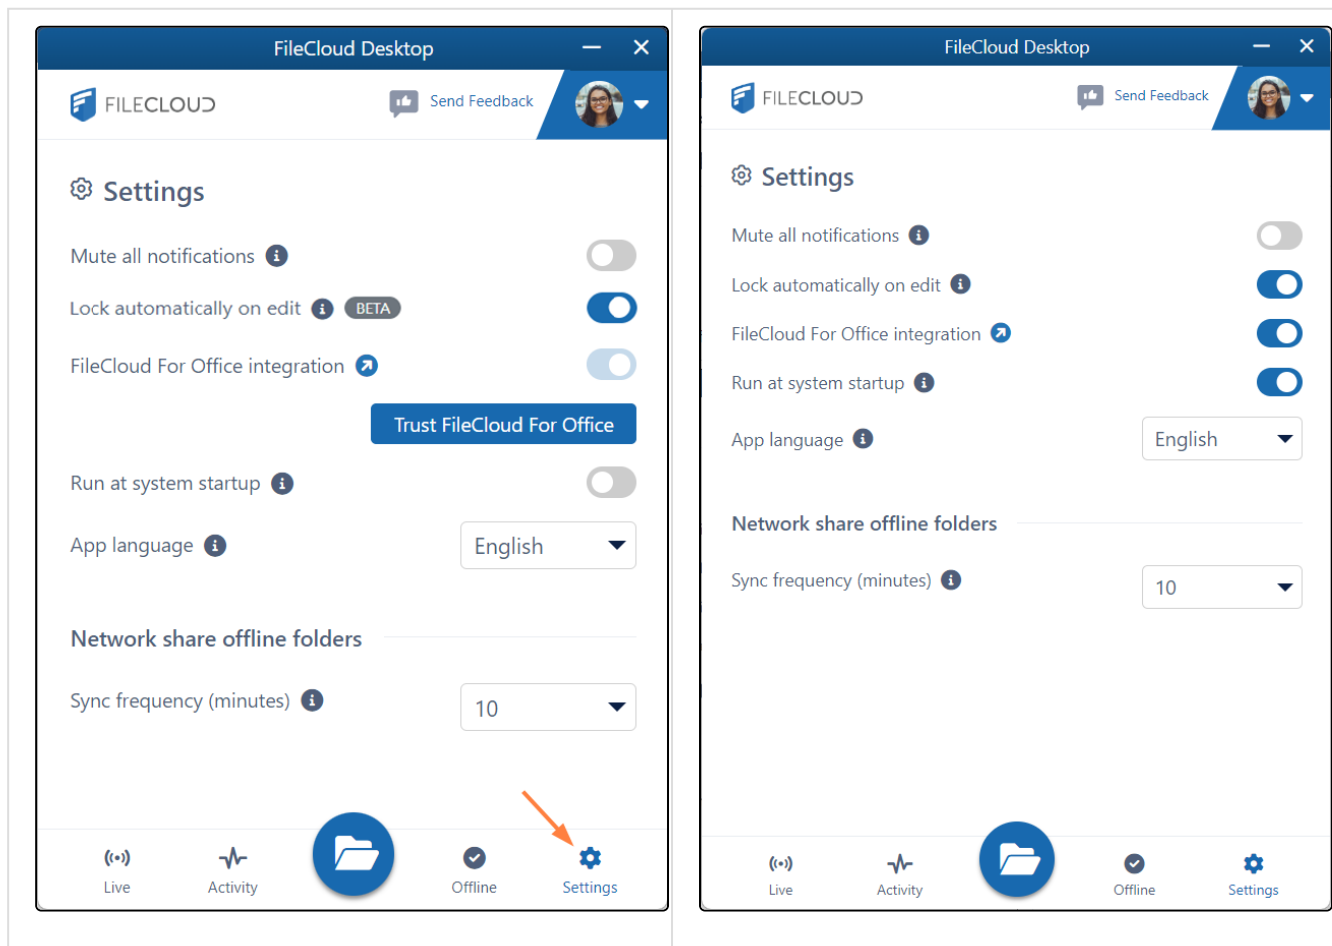 FileCloud Desktop
FILECLOUD
Send Feedback
Settings
Mute all notifications
Lock automatically on edit BETA
FileCloud For Office integration
Trust FileCloud For Office
Run at system startup
App language English
Network share offline folders
Sync frequency (minutes) 10
Live Activity Offline Settings
FileCloud Desktop
FILECLOUD
Send Feedback
Settings
Mute all notifications
Lock automatically on edit
FileCloud For Office integration
Run at system startup
App language English
Network share offline folders
Sync frequency (minutes) 10
Live Activity Offline Settings